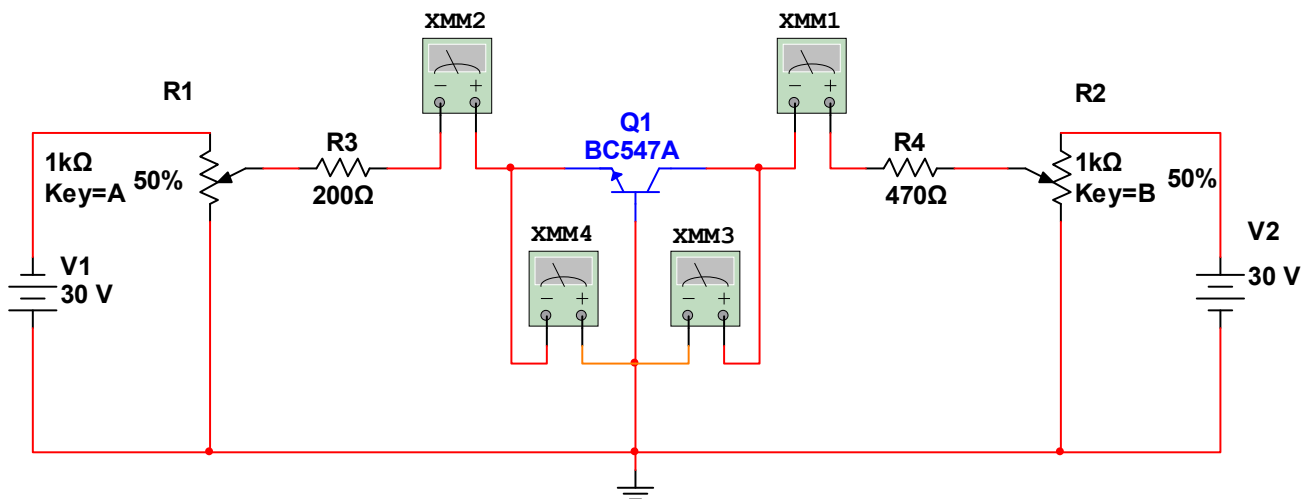 XMM2
XMM1
R1
R2
Q1
BC547A
R3
R4
1kΩ
Key=A
50%
200Ω
470Ω
1kΩ
Key=B
50%
XMM4
XMM3
V1
30 V
V2
30 V